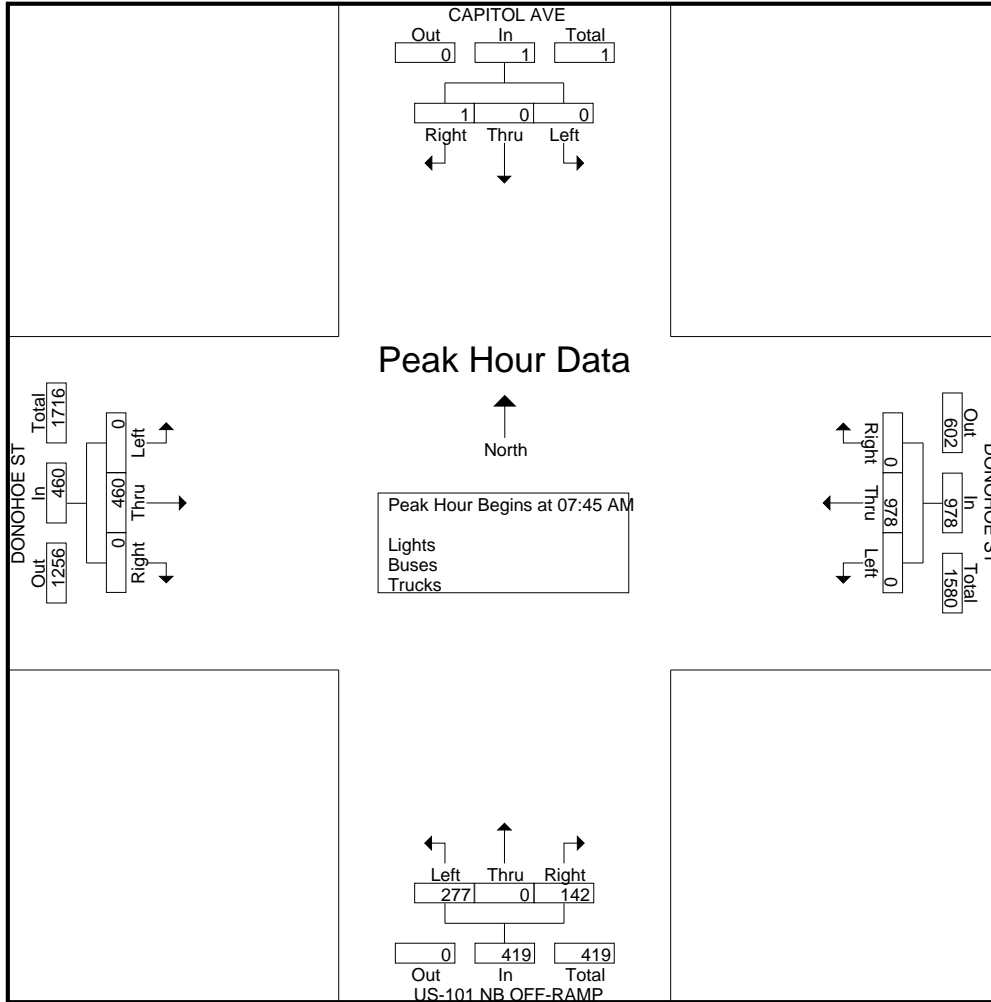 CAPITOL AVE
Out In Total
0 1 1
1 0 0
Right Thru Left
Peak Hour Data
North
Peak Hour Begins at 07:45 AM
Lights
Buses
Trucks
DONOHOE ST
Total In Out
1716 460 1256
0 460 0
Left Thru Right
Right Thru Left
0 978 0
602 978 1580
Out In Total
DONOHOE ST
Left Thru Right
277 0 142
0 419 419
Out In Total
US-101 NB OFF-RAMP